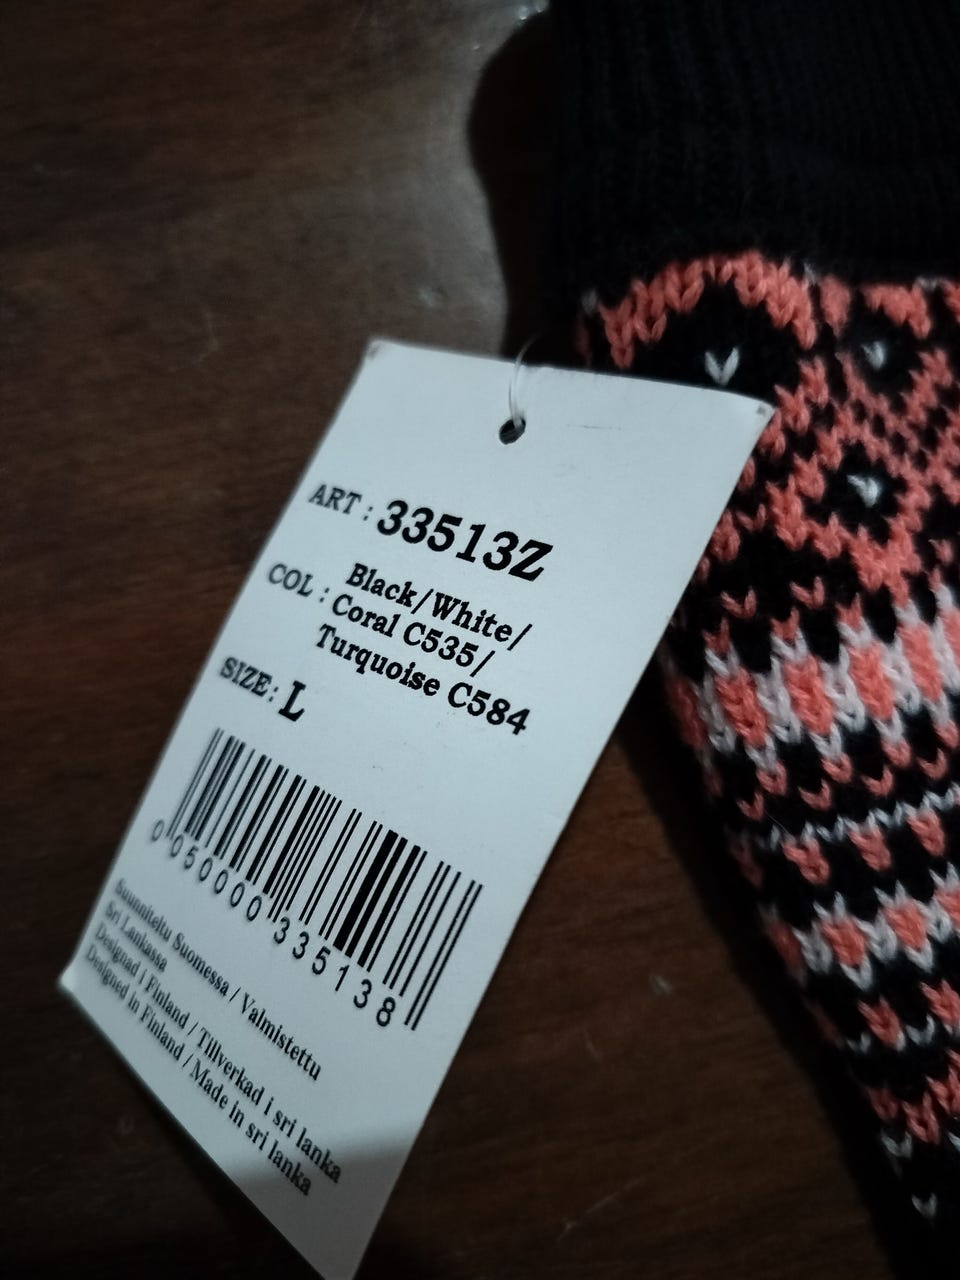 ART : 33513Z
COL : Black/White/
Coral C535/
Turquoise C584
SIZE: L
0 050000 335138
Suunniteltu Suomessa / Valmistettu
Sri Lankassa
Designad i Finland / Tillverkad i sri lanka
Designed in Finland / Made in sri lanka